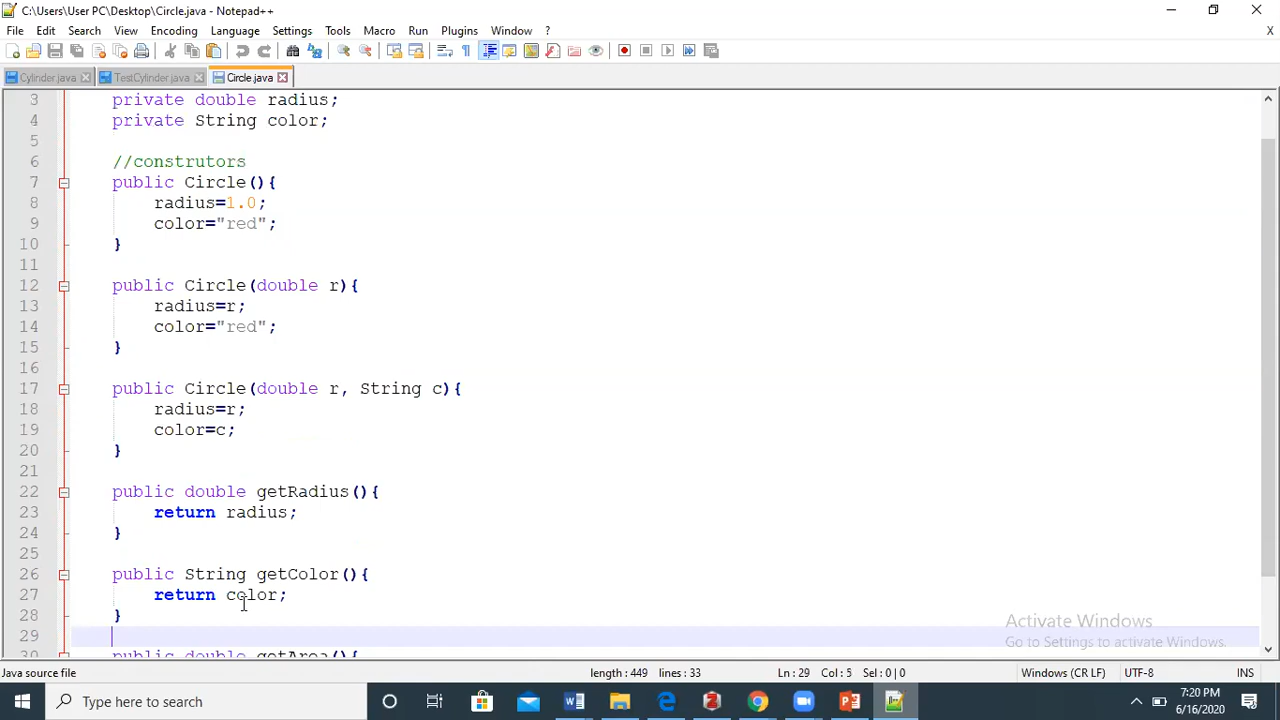 C:\Users\User PC\Desktop\Circle.java - Notepad++
File Edit Search View Encoding Language Settings Tools Macro Run Plugins Window ? X
Cylinder.java TestCylinder.java Circle.java
3 private double radius;
4 private String color;
5
6 //construtors
7 public Circle(){
8 radius=1.0;
9 color="red";
10 }
11
12 public Circle(double r){
13 radius=r;
14 color="red";
15 }
16
17 public Circle(double r, String c){
18 radius=r;
19 color=c;
20 }
21
22 public double getRadius(){
23 return radius;
24 }
25
26 public String getColor(){
27 return color;
28 }
29
30 public double getArea(){
Activate Windows
Go to Settings to activate Windows.
Java source file length : 449 lines : 33 Ln : 29 Col : 5 Sel : 0 | 0 Windows (CR LF) UTF-8 INS
Type here to search
7:20 PM
6/16/2020